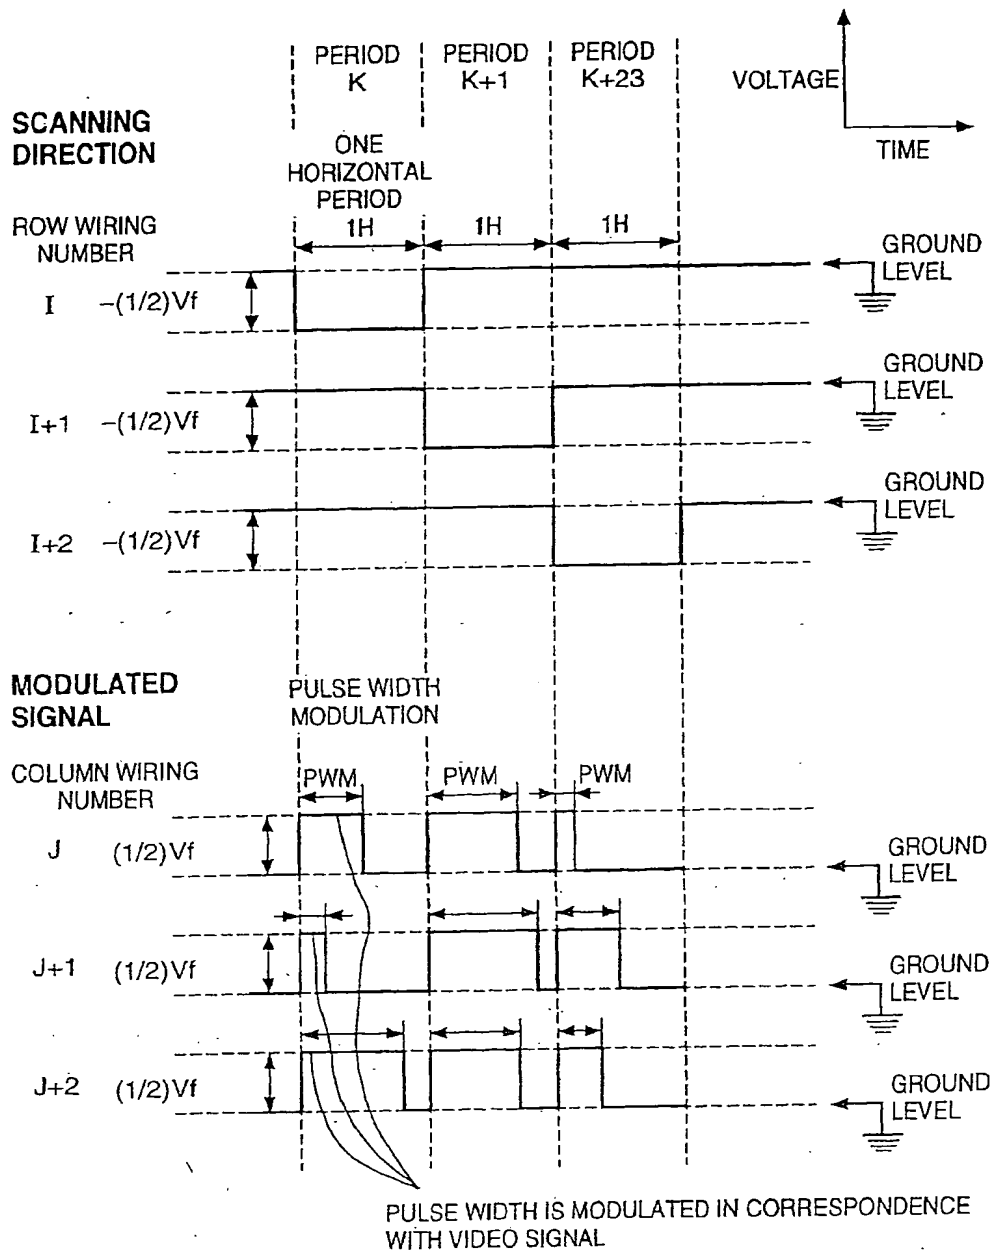 PERIOD
K
PERIOD
K+1
PERIOD
K+23
VOLTAGE
TIME
SCANNING
DIRECTION
ONE
HORIZONTAL
PERIOD
ROW WIRING
NUMBER
1H
1H
1H
GROUND
LEVEL
I
-(1/2)Vf
GROUND
LEVEL
I+1
-(1/2)Vf
GROUND
LEVEL
I+2
-(1/2)Vf
MODULATED
SIGNAL
PULSE WIDTH
MODULATION
COLUMN WIRING
NUMBER
PWM
PWM
PWM
J
(1/2)Vf
GROUND
LEVEL
J+1
(1/2)Vf
GROUND
LEVEL
J+2
(1/2)Vf
GROUND
LEVEL
PULSE WIDTH IS MODULATED IN CORRESPONDENCE
WITH VIDEO SIGNAL